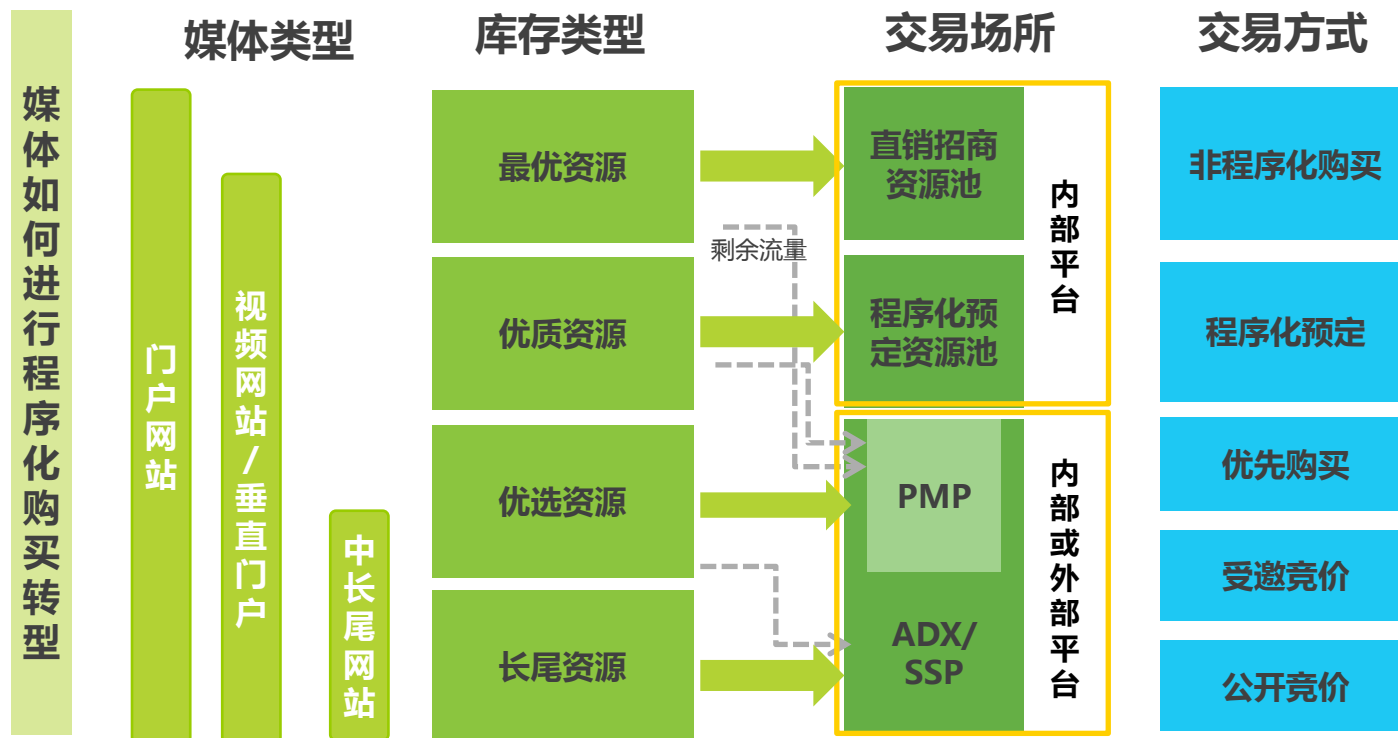 媒体如何进行程序化购买转型
媒体类型
库存类型
交易场所
交易方式
门户网站
视频网站/垂直门户
中长尾网站
最优资源
优质资源
优选资源
长尾资源
剩余流量
直销招商
资源池
程序化预
定资源池
内部平台
PMP
ADX/
SSP
内部或外部平台
非程序化购买
程序化预定
优先购买
受邀竞价
公开竞价